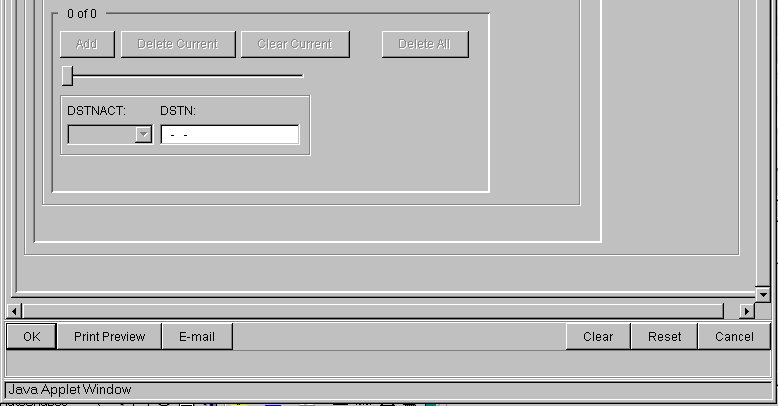 0 of 0
Add Delete Current Clear Current Delete All
DSTNACT: DSTN:
- -
OK Print Preview E-mail Clear Reset Cancel
Java Applet Window